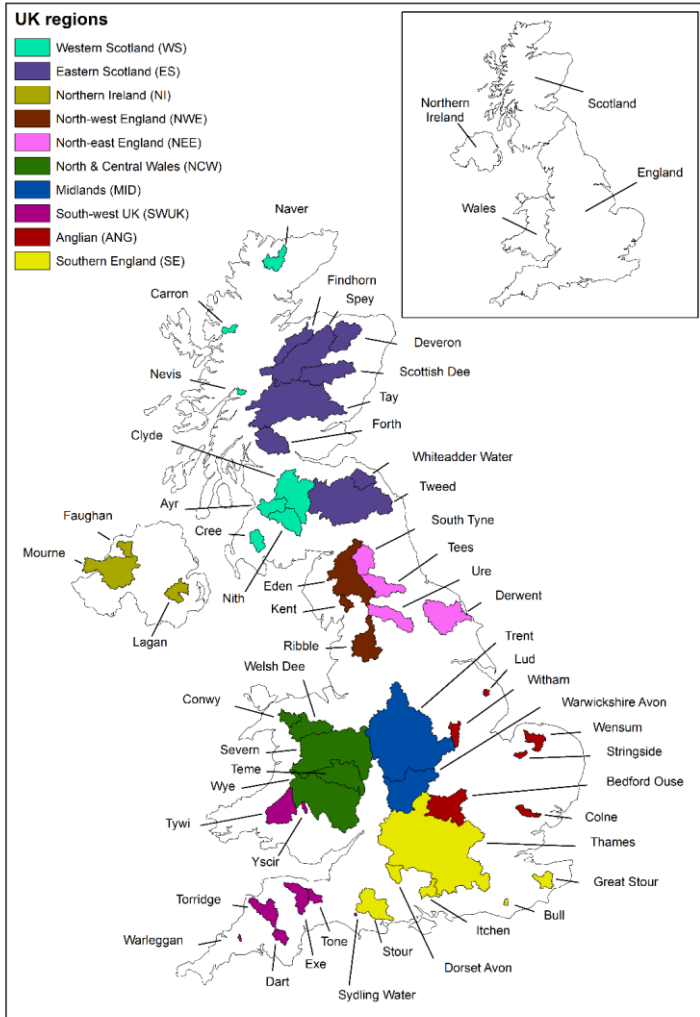 UK regions
Western Scotland (WS)
Eastern Scotland (ES)
Northern Ireland (NI)
North-west England (NWE)
North-east England (NEE)
North & Central Wales (NCW)
Midlands (MID)
South-west UK (SWUK)
Anglian (ANG)
Southern England (SE)
Northern
Ireland
Scotland
England
Wales
Naver
Findhorn
Spey
Carron
Deveron
Scottish Dee
Nevis
Tay
Clyde
Forth
Whiteadder Water
Tweed
Ayr
Faughan
South Tyne
Cree
Mourne
Tees
Nith
Ure
Eden
Derwent
Kent
Lagan
Trent
Ribble
Lud
Welsh Dee
Witham
Conwy
Warwickshire Avon
Wensum
Severn
Stringside
Teme
Bedford Ouse
Wye
Colne
Tywi
Thames
Yscir
Great Stour
Torridge
Bull
Itchen
Tone
Warleggan
Stour
Exe
Dorset Avon
Dart
Sydling Water